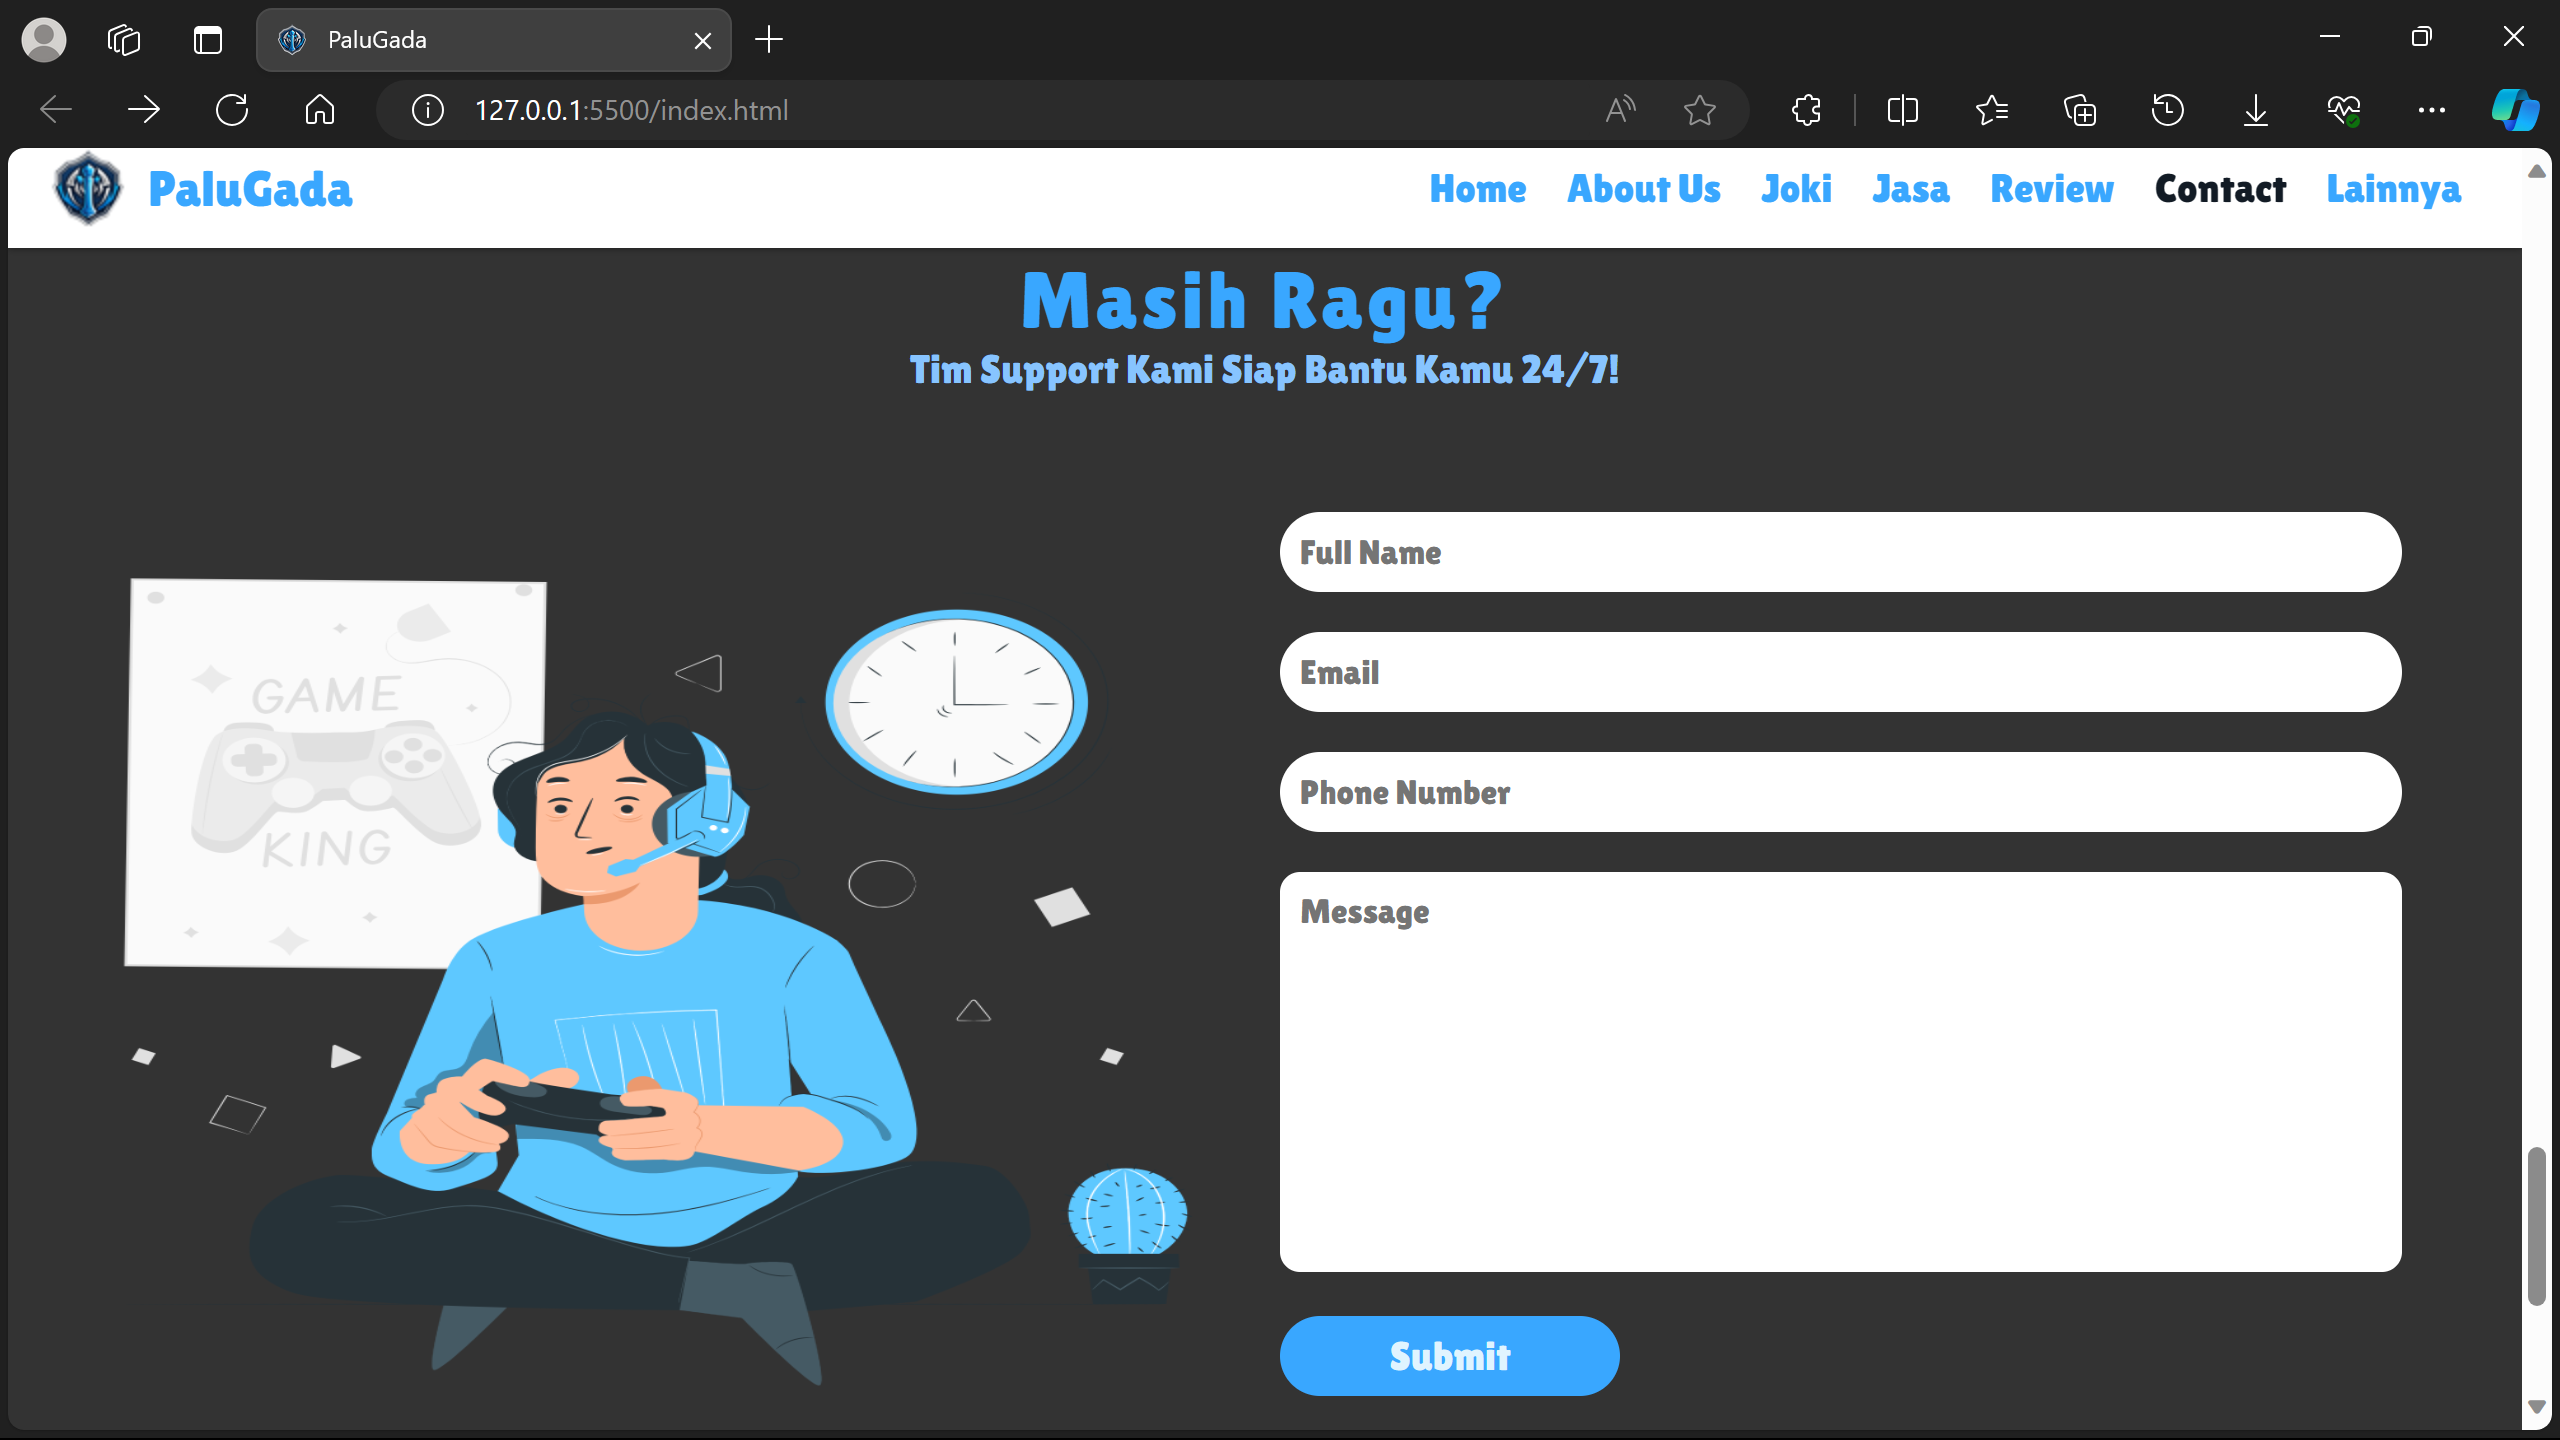 PaluGada
127.0.0.1:5500/index.html
PaluGada
Home About Us Joki Jasa Review Contact Lainnya
Masih Ragu?
Tim Support Kami Siap Bantu Kamu 24/7!
GAME
KING
Full Name
Email
Phone Number
Message
Submit